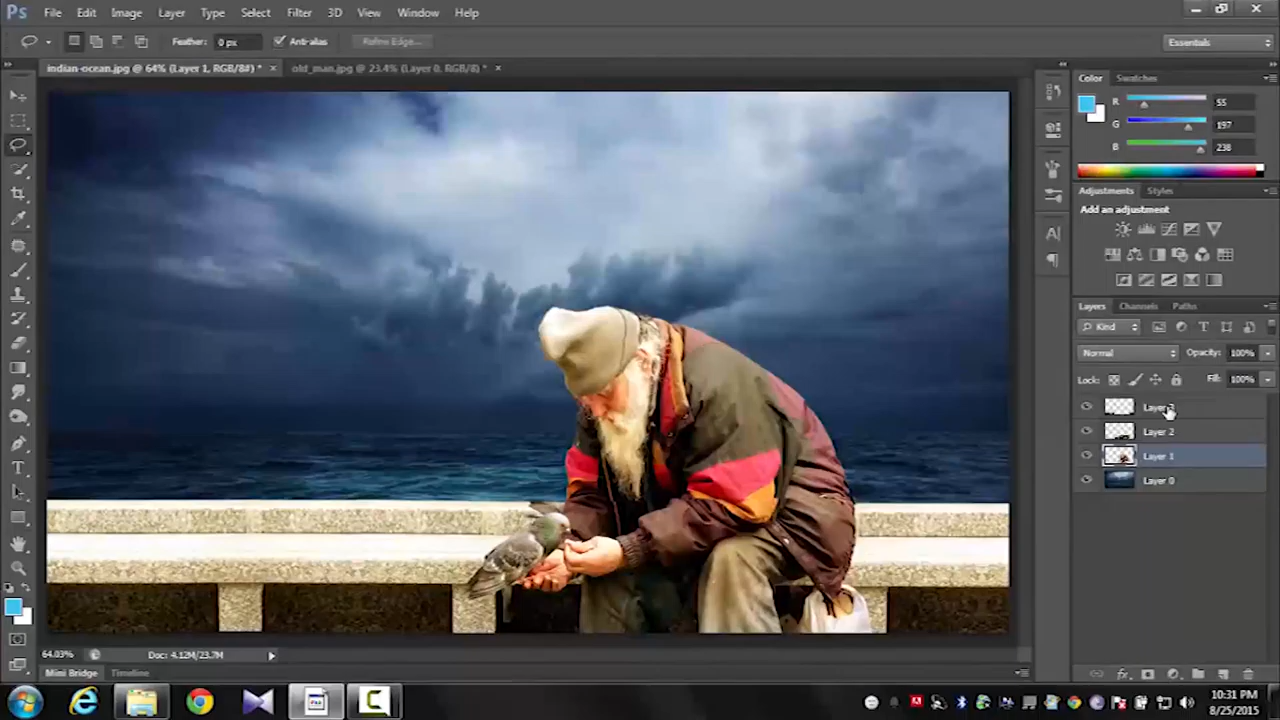 Ps File Edit Image Layer Type Select Filter 3D View Window Help
Feather: 0 px Anti-alias Refine Edge... Essentials
indian-ocean.jpg @ 64% (Layer 1, RGB/8#) * × old_man.jpg @ 23.4% (Layer 0, RGB/8) * ×
Color Swatches
R 55
G 197
B 238
Adjustments Styles
Add an adjustment
Layers Channels Paths
Kind
Normal Opacity: 100%
Lock: Fill: 100%
Layer
Layer 2
Layer 1
Layer 0
64.03% Doc: 4.12M/23.7M
Mini Bridge Timeline
10:31 PM
8/25/2015